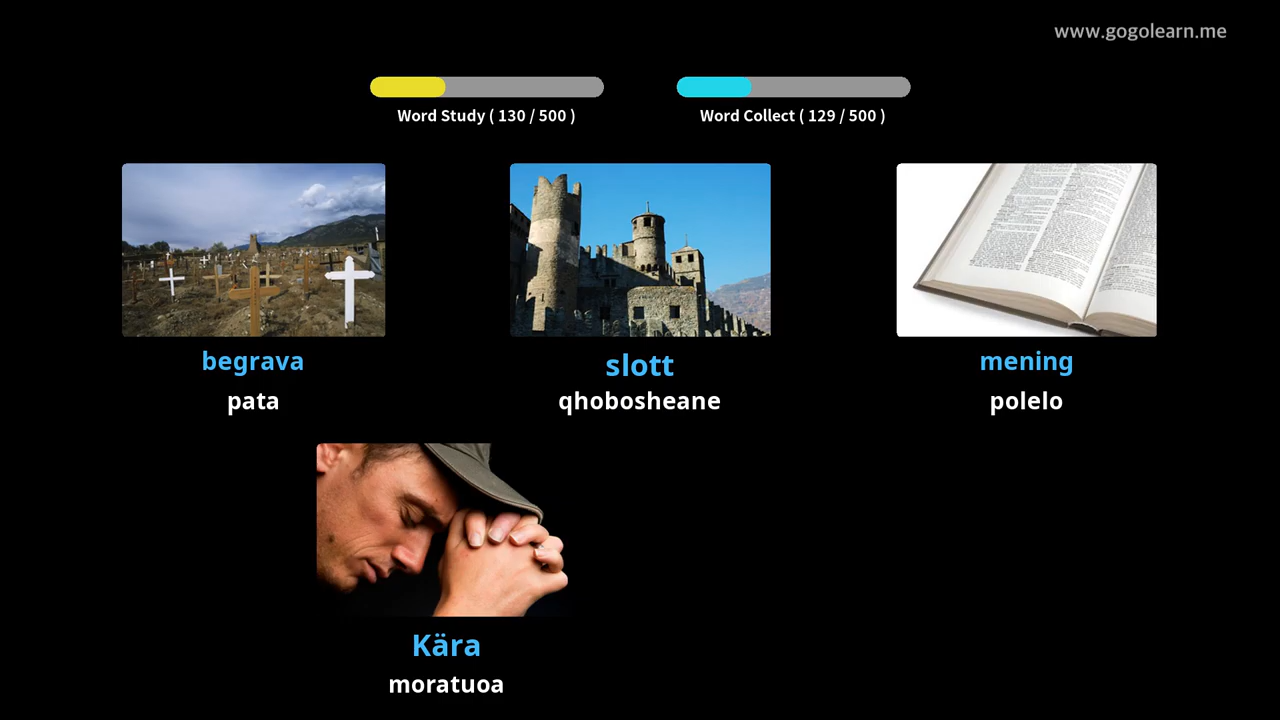 www.gogolearn.me
Word Study ( 130 / 500 )
Word Collect ( 129 / 500 )
begrava
pata
slott
qhobosheane
mening
polelo
Kära
moratuoa